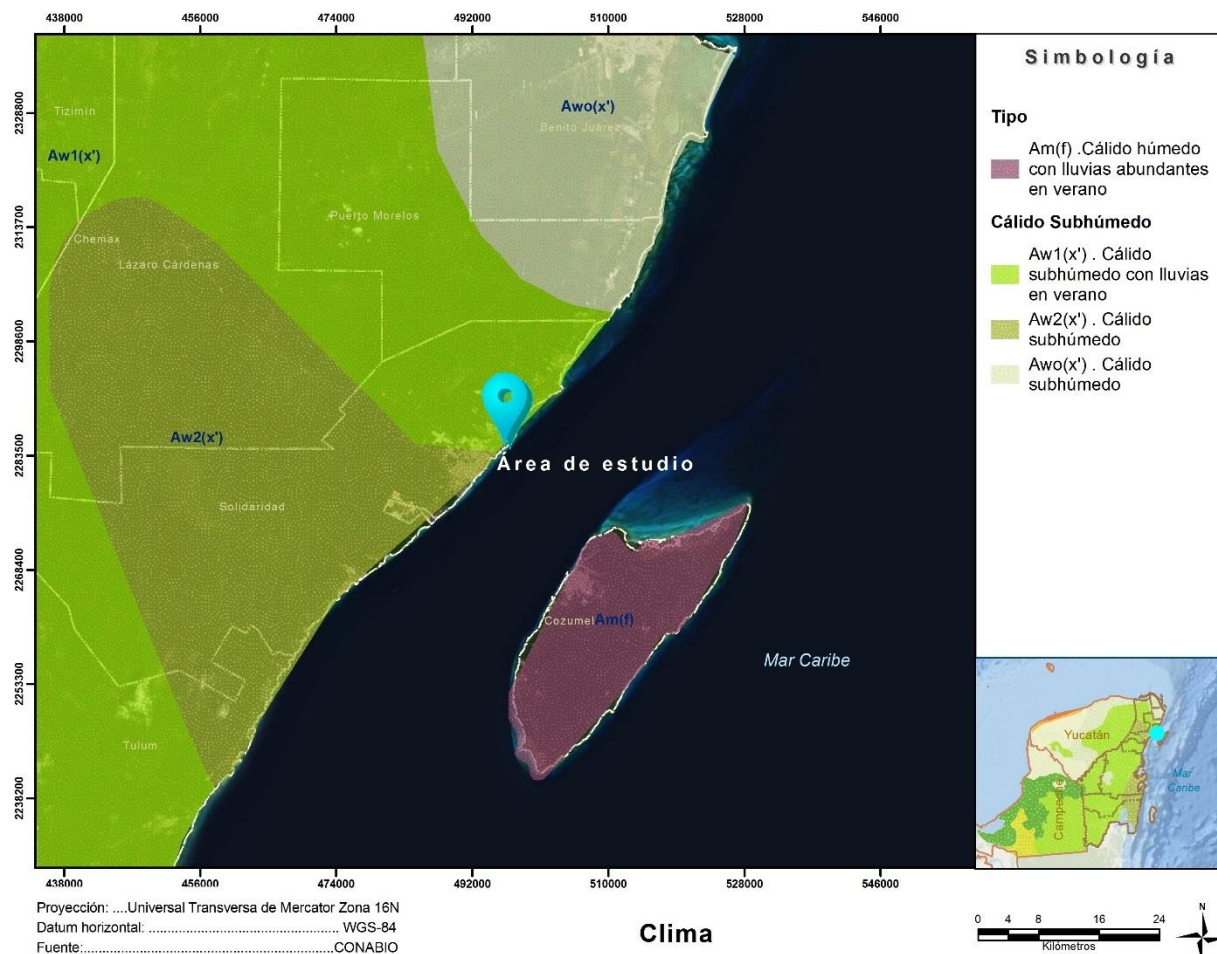 438000 456000 474000 492000 510000 528000 546000
2328800
2313700
2298600
2283500
2268400
2253300
2238200
Tizimín
Aw1(x')
Awo(x')
Benito Juárez
Puerto Morelos
Chemax
Lázaro Cárdenas
Aw2(x')
Área de estudio
Solidaridad
Cozumel
Am(f)
Mar Caribe
Tulum
438000 456000 474000 492000 510000 528000 546000
Simbología
Tipo
Am(f) .Cálido húmedo
con lluvias abundantes
en verano
Cálido Subhúmedo
Aw1(x') . Cálido
subhúmedo con lluvias
en verano
Aw2(x') . Cálido
subhúmedo
Awo(x') . Cálido
subhúmedo
Yucatán
Mar
Caribe
Campeche
Proyección: ....Universal Transversa de Mercator Zona 16N
Datum horizontal: ........................................ WGS-84
Fuente:.....................................................CONABIO
Clima
0 4 8 16 24
Kilómetros
N